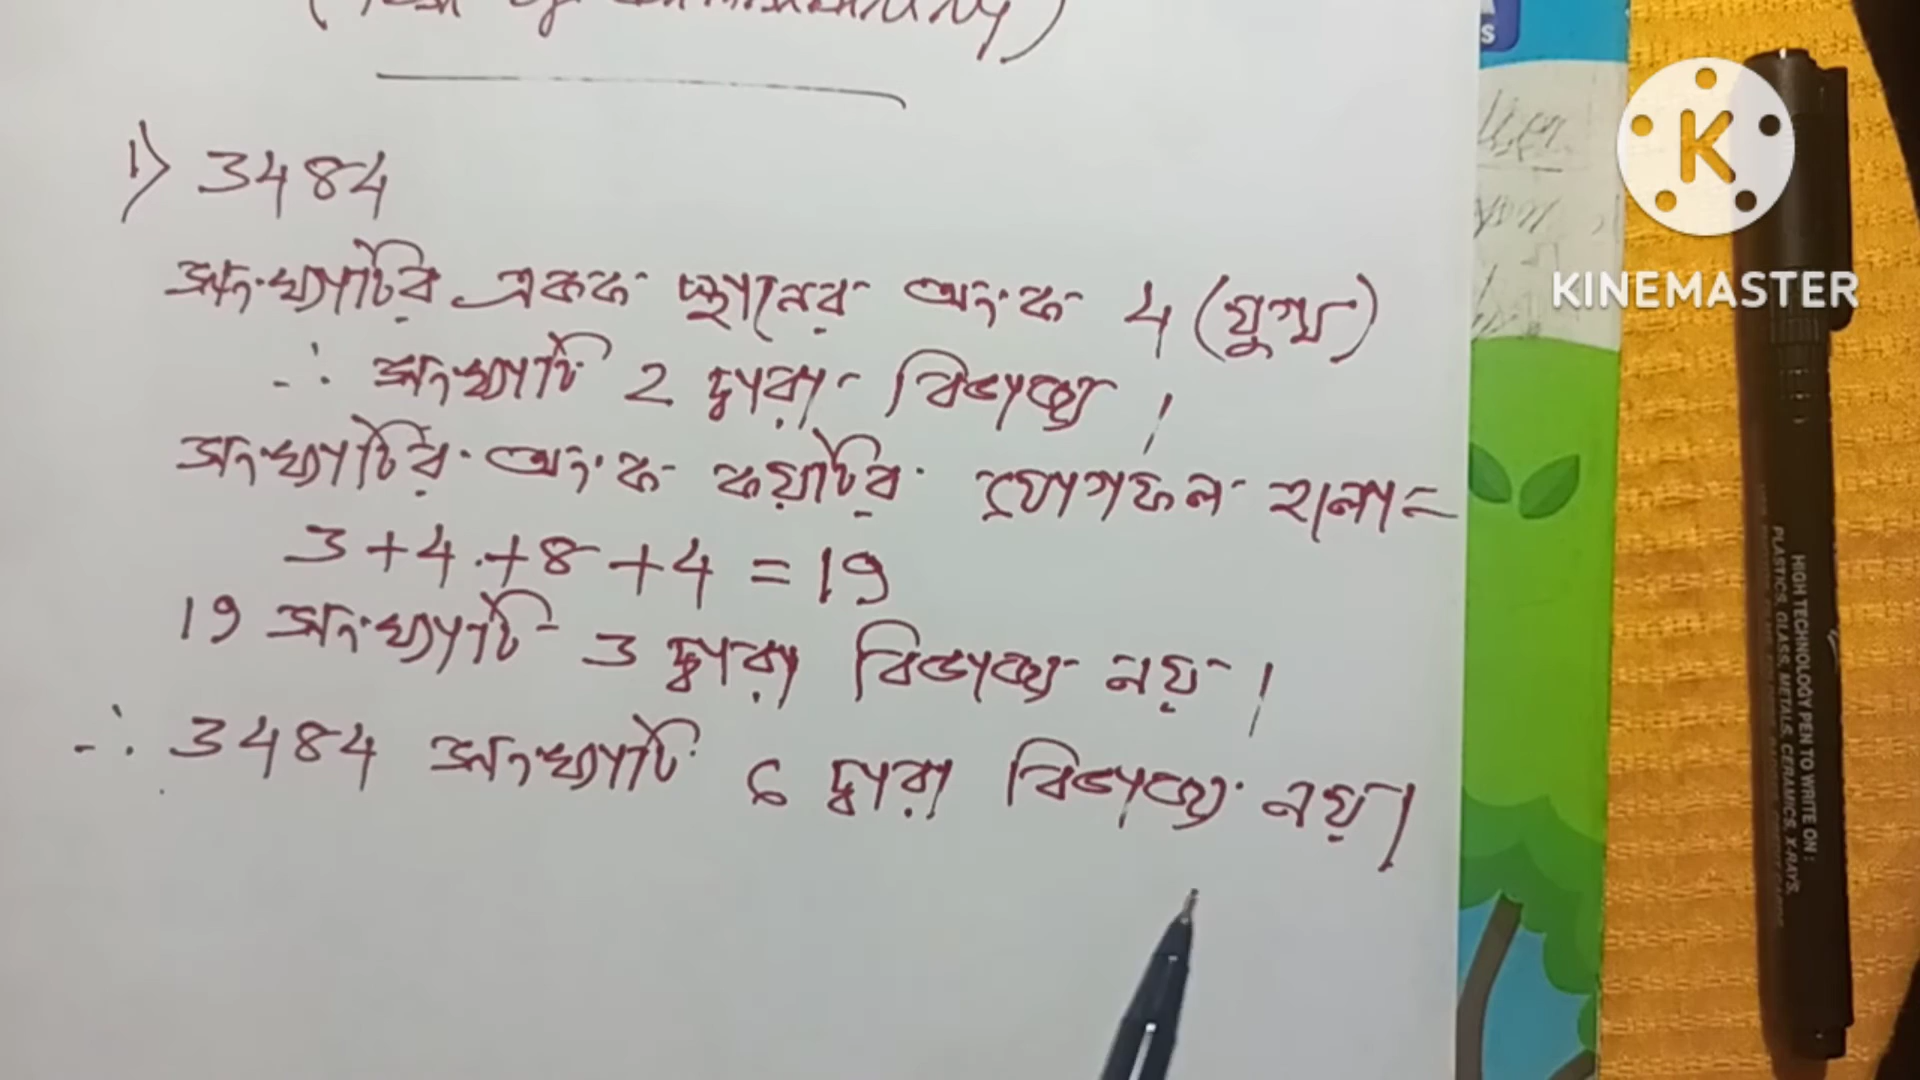 1) 3484
সংখ্যাটির একক স্থানের অংক 4 (যুগ্ম)
∴ সংখ্যাটি 2 দ্বারা বিভাজ্য।
সংখ্যাটির অংক কয়টির যোগফল হলো=
3+4+8+4=19
19 সংখ্যাটি 3 দ্বারা বিভাজ্য নয়।
∴ 3484 সংখ্যাটি 6 দ্বারা বিভাজ্য নয়।
KINEMASTER
HIGH TECHNOLOGY PEN TO WRITE ON:
PLASTICS, GLASS, METALS, CERAMICS, X-RAYS,